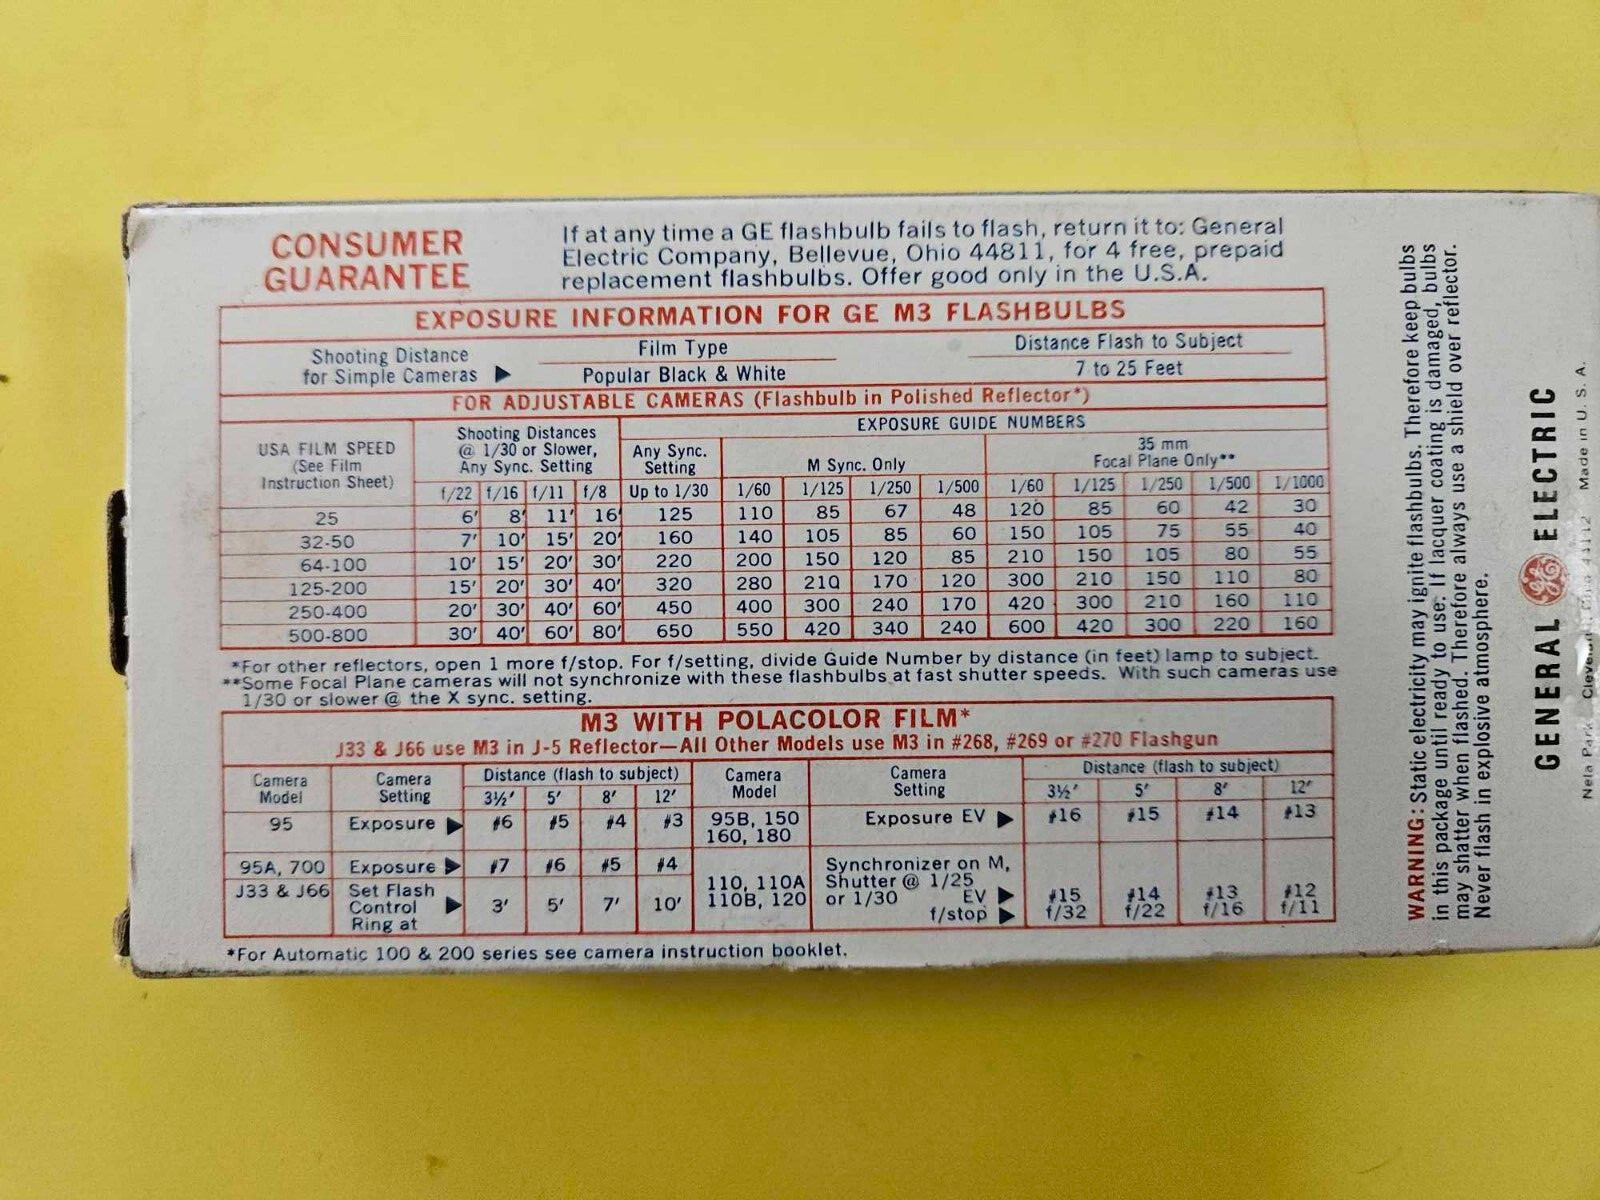 CONSUMER
GUARANTEE
If at any time a GE flashbulb fails to flash, return it to: General
Electric Company, Bellevue, Ohio 44811, for 4 free, prepaid
replacement flashbulbs. Offer good only in the U.S.A.
EXPOSURE INFORMATION FOR GE M3 FLASHBULBS
Shooting Distance
for Simple Cameras ▶
Film Type
Popular Black & White
Distance Flash to Subject
7 to 25 Feet
FOR ADJUSTABLE CAMERAS (Flashbulb in Polished Reflector*)
USA FILM SPEED
(See Film
Instruction Sheet)
Shooting Distances
@ 1/30 or Slower,
Any Sync. Setting
EXPOSURE GUIDE NUMBERS
Any Sync.
Setting
M Sync. Only
35 mm
Focal Plane Only**
f/22 f/16 f/11 f/8 Up to 1/30 1/60 1/125 1/250 1/500 1/60 1/125 1/250 1/500 1/1000
25 6' 8' 11' 16' 125 110 85 67 48 120 85 60 42 30
32-50 7' 10' 15' 20' 160 140 105 85 60 150 105 75 55 40
64-100 10' 15' 20' 30' 220 200 150 120 85 210 150 105 80 55
125-200 15' 20' 30' 40' 320 280 210 170 120 300 210 150 110 80
250-400 20' 30' 40' 60' 450 400 300 240 170 420 300 210 160 110
500-800 30' 40' 60' 80' 650 550 420 340 240 600 420 300 220 160
*For other reflectors, open 1 more f/stop. For f/setting, divide Guide Number by distance (in feet) lamp to subject.
**Some Focal Plane cameras will not synchronize with these flashbulbs at fast shutter speeds. With such cameras use
1/30 or slower @ the X sync. setting.
M3 WITH POLACOLOR FILM*
J33 & J66 use M3 in J-5 Reflector—All Other Models use M3 in #268, #269 or #270 Flashgun
Camera
Model
Camera
Setting
Distance (flash to subject)
3½' 5' 8' 12'
95 Exposure ▶ #6 #5 #4 #3
95A, 700 Exposure ▶ #7 #6 #5 #4
J33 & J66 Set Flash
Control ▶ 3' 5' 7' 10'
Ring at
Camera
Model
Camera
Setting
Distance (flash to subject)
3½' 5' 8' 12'
95B, 150 Exposure EV ▶ #16 #15 #14 #13
160, 180
Synchronizer on M,
110, 110A Shutter @ 1/25
110B, 120 or 1/30 EV ▶ #15 #14 #13 #12
f/stop ▶ f/32 f/22 f/16 f/11
*For Automatic 100 & 200 series see camera instruction booklet.
WARNING: Static electricity may ignite flashbulbs. Therefore keep bulbs
in this package until ready to use. If lacquer coating is damaged, bulbs
may shatter when flashed. Therefore always use a shield over reflector.
Never flash in explosive atmosphere.
GENERAL GE ELECTRIC
Nela Park Made in U.S.A.